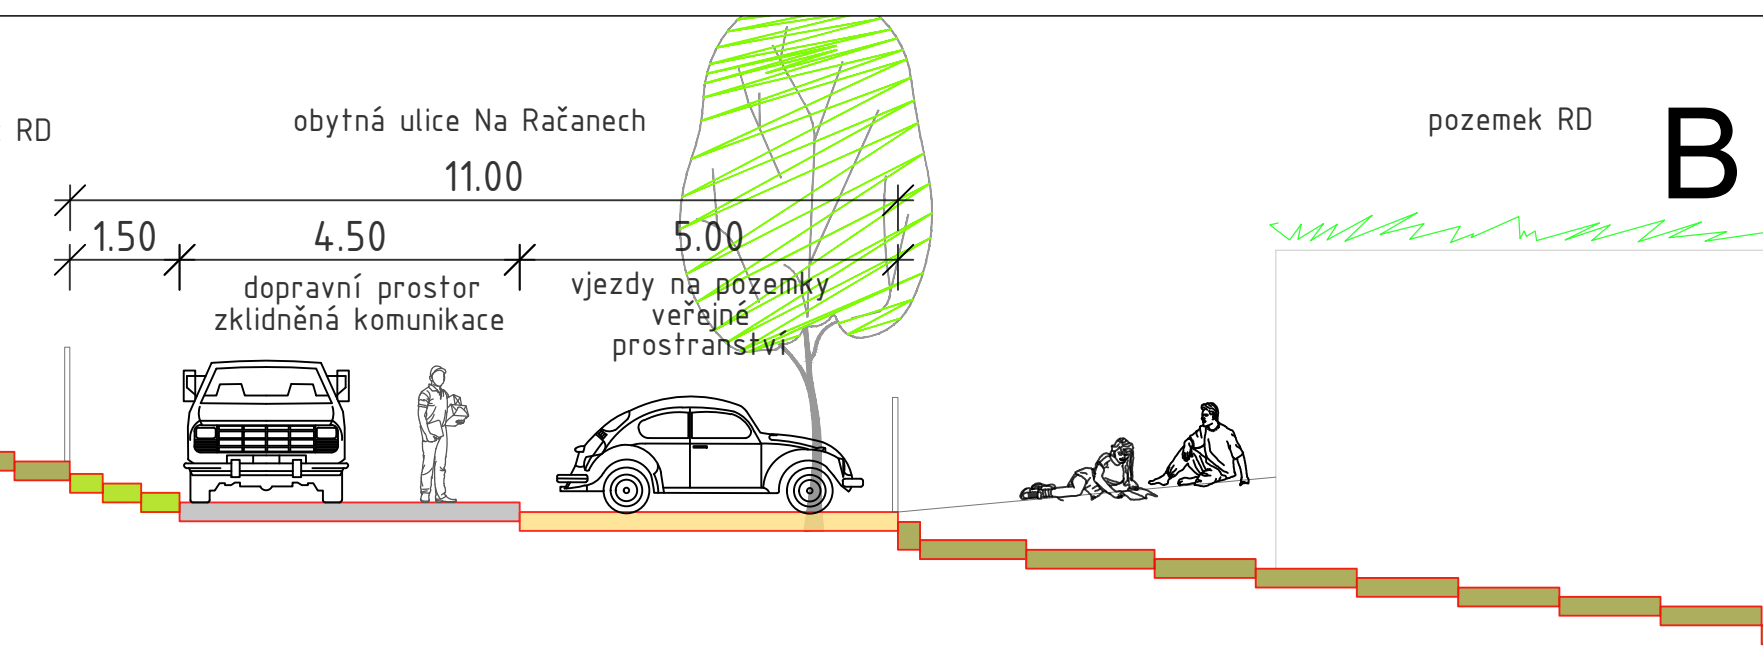 RD
obytná ulice Na Račanech
pozemek RD
B
11.00
1.50
4.50
5.00
dopravní prostor
zklidněná komunikace
vjezdy na pozemky
veřejné
prostranství